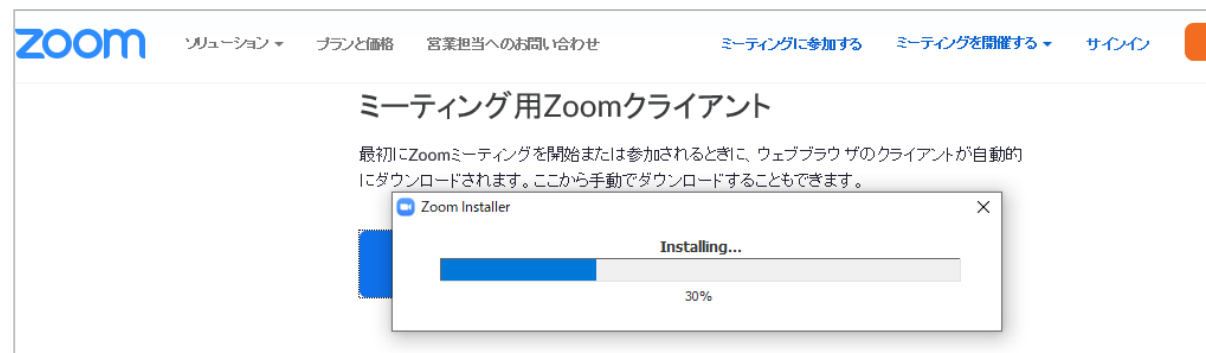 zoom ソリューション プランと価格 営業担当へのお問い合わせ ミーティングに参加する ミーティングを開催する サインイン
ミーティング用Zoomクライアント
最初にZoomミーティングを開始または参加されるときに、ウェブブラウザのクライアントが自動的
にダウンロードされます。ここから手動でダウンロードすることもできます。
Zoom Installer
Installing...
30%